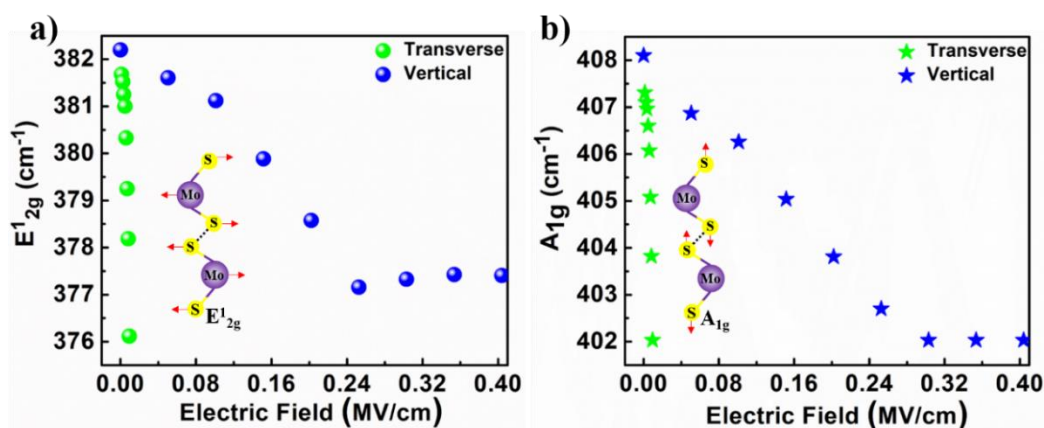 a)
E¹₂g (cm⁻¹)
382
381
380
379
378
377
376
Transverse
Vertical
S
Mo
S
S
Mo
S
E¹₂g
0.00 0.08 0.16 0.24 0.32 0.40
Electric Field (MV/cm)
b)
A₁g (cm⁻¹)
408
407
406
405
404
403
402
Transverse
Vertical
S
Mo
S
S
Mo
S
A₁g
0.00 0.08 0.16 0.24 0.32 0.40
Electric Field (MV/cm)